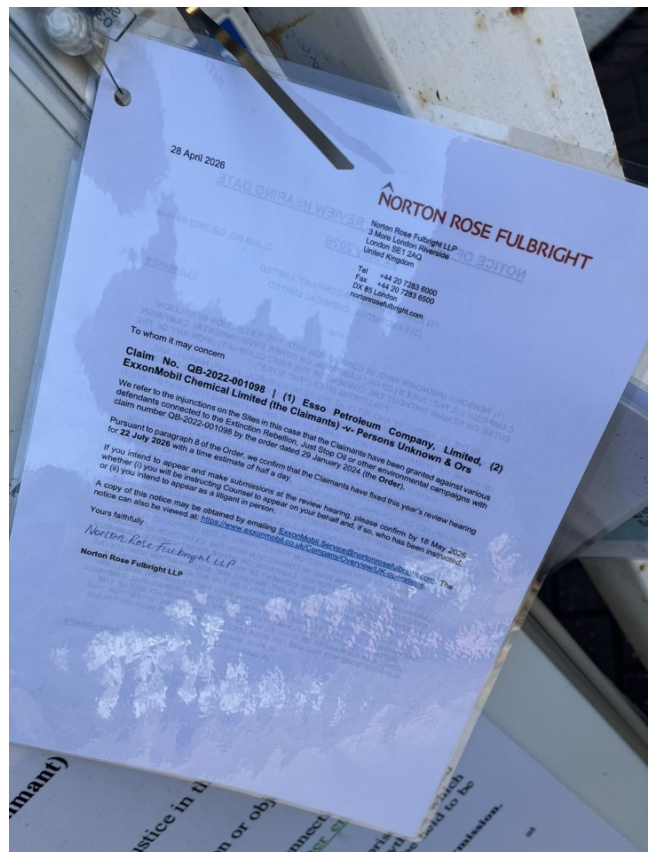 28 April 2026
NORTON ROSE FULBRIGHT
Norton Rose Fulbright LLP
3 More London Riverside
London SE1 2AQ
United Kingdom
Tel +44 20 7283 6000
Fax +44 20 7283 6500
DX 85 London
nortonrosefulbright.com
To whom it may concern
Claim No. QB-2022-001098 | (1) Esso Petroleum Company, Limited, (2)
ExxonMobil Chemical Limited (the Claimants) -v- Persons Unknown & Ors
We refer to the injunctions on the Sites in this case that the Claimants have been granted against various
defendants connected to the Extinction Rebellion, Just Stop Oil or other environmental campaigns with
claim number QB-2022-001098 by the order dated 29 January 2024 (the Order).
Pursuant to paragraph 8 of the Order, we confirm that the Claimants have fixed this year's review hearing
for 22 July 2026 with a time estimate of half a day.
If you intend to appear and make submissions at the review hearing, please confirm by 18 May 2026
whether (i) you will be instructing Counsel to appear on your behalf and, if so, who has been instructed,
or (ii) you intend to appear as a litigant in person.
A copy of this notice may be obtained by emailing ExxonMobil.Service@nortonrosefulbright.com. The
notice can also be viewed at: https://www.exxonmobil.co.uk/Company/Overview/UK-operations.
Yours faithfully
Norton Rose Fulbright LLP
Norton Rose Fulbright LLP
NOTICE OF REVIEW HEARING DATE